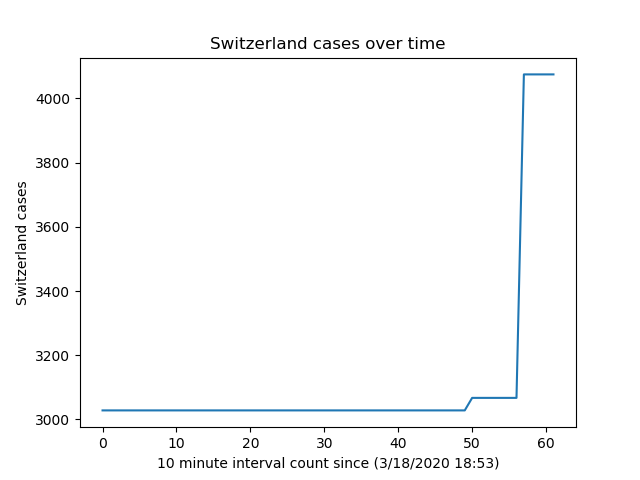 Switzerland cases over time
4000
3800
3600
3400
3200
3000
Switzerland cases
0 10 20 30 40 50 60
10 minute interval count since (3/18/2020 18:53)